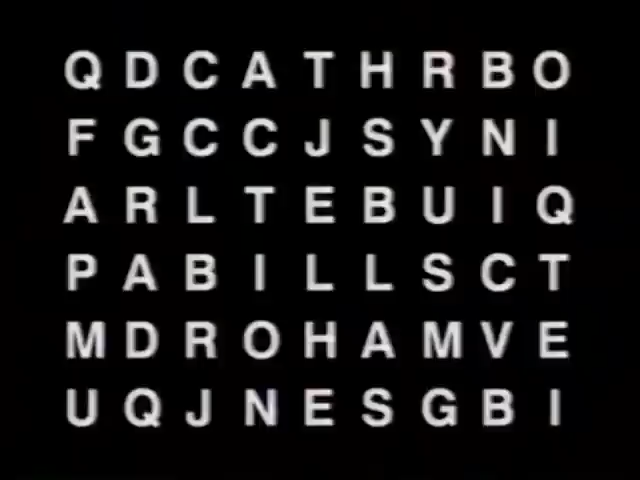 Q D C A T H R B O
F G C C J S Y N I
A R L T E B U I Q
P A B I L L S C T
M D R O H A M V E
U Q J N E S G B I